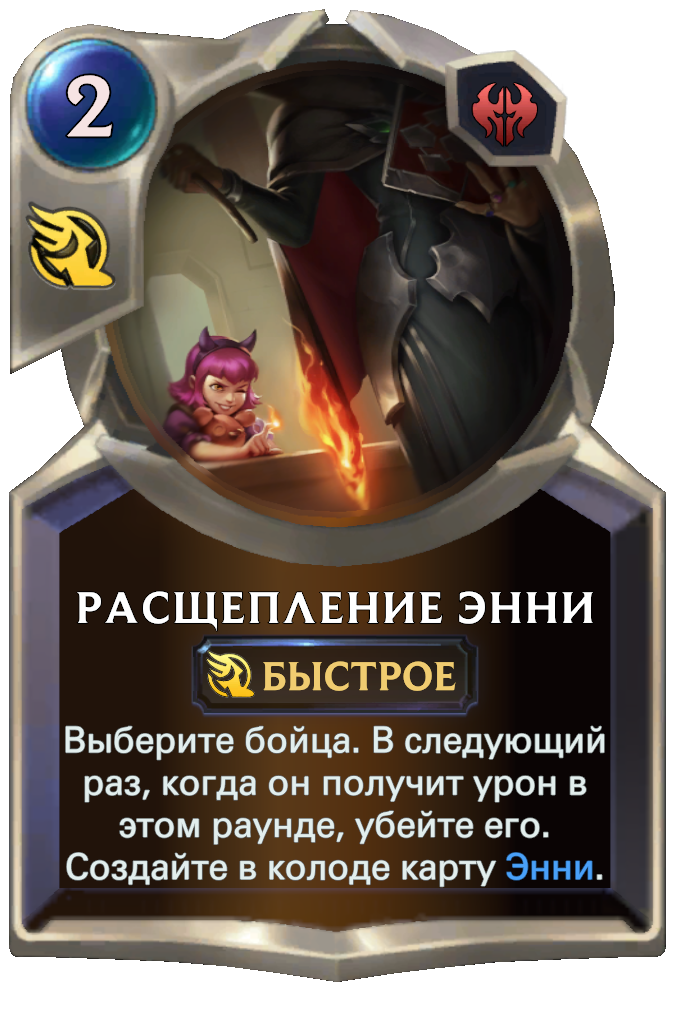 2
РАСЩЕПЛЕНИЕ ЭННИ
БЫСТРОЕ
Выберите бойца. В следующий
раз, когда он получит урон в
этом раунде, убейте его.
Создайте в колоде карту Энни.